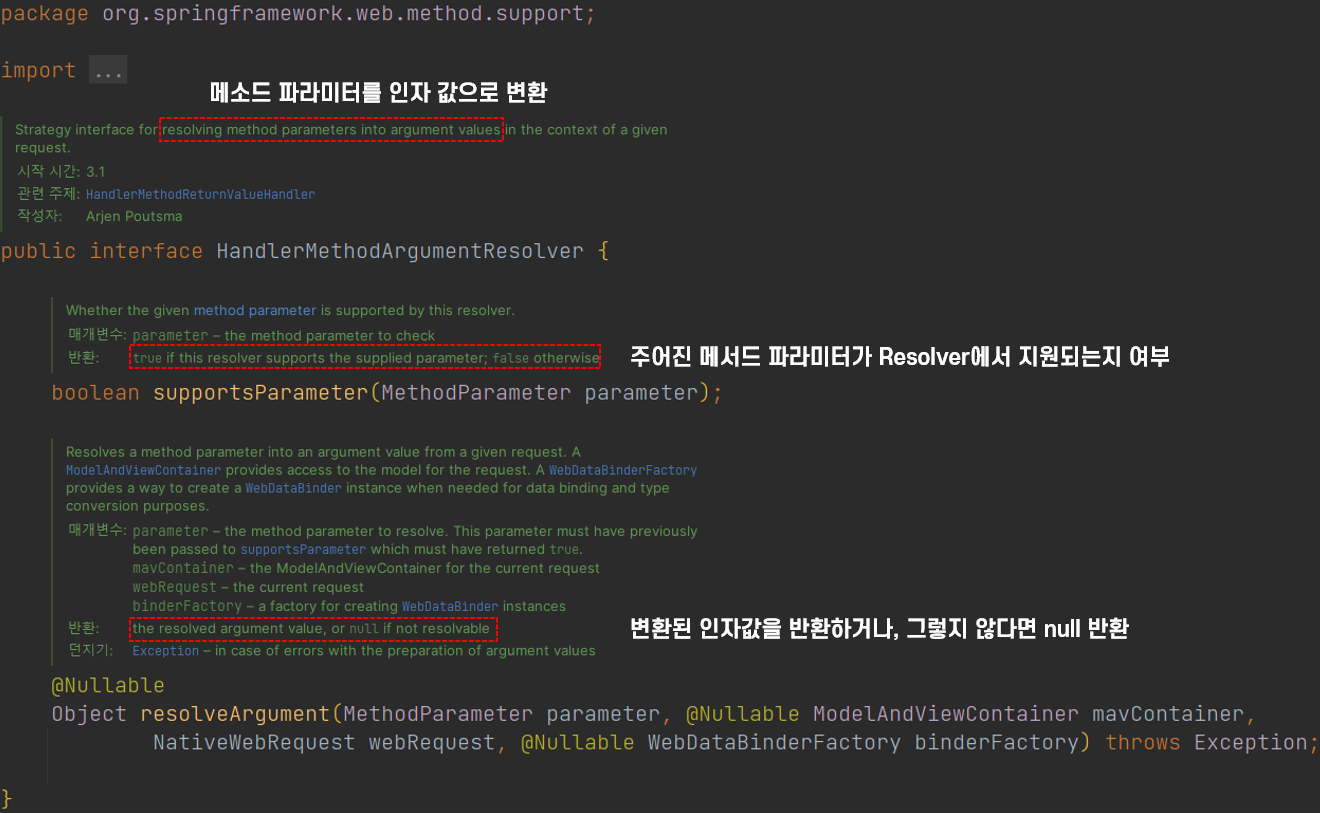 package org.springframework.web.method.support;
import ...
메소드 파라미터를 인자 값으로 변환
Strategy interface for resolving method parameters into argument values in the context of a given
request.
시작 시간: 3.1
관련 주제: HandlerMethodReturnValueHandler
작성자: Arjen Poutsma
public interface HandlerMethodArgumentResolver {
Whether the given method parameter is supported by this resolver.
매개변수: parameter – the method parameter to check
반환: true if this resolver supports the supplied parameter; false otherwise
주어진 메서드 파라미터가 Resolver에서 지원되는지 여부
boolean supportsParameter(MethodParameter parameter);
Resolves a method parameter into an argument value from a given request. A
ModelAndViewContainer provides access to the model for the request. A WebDataBinderFactory
provides a way to create a WebDataBinder instance when needed for data binding and type
conversion purposes.
매개변수: parameter – the method parameter to resolve. This parameter must have previously
been passed to supportsParameter which must have returned true.
mavContainer – the ModelAndViewContainer for the current request
webRequest – the current request
binderFactory – a factory for creating WebDataBinder instances
반환: the resolved argument value, or null if not resolvable
변환된 인자값을 반환하거나, 그렇지 않다면 null 반환
던지기: Exception – in case of errors with the preparation of argument values
@Nullable
Object resolveArgument(MethodParameter parameter, @Nullable ModelAndViewContainer mavContainer,
NativeWebRequest webRequest, @Nullable WebDataBinderFactory binderFactory) throws Exception;
}